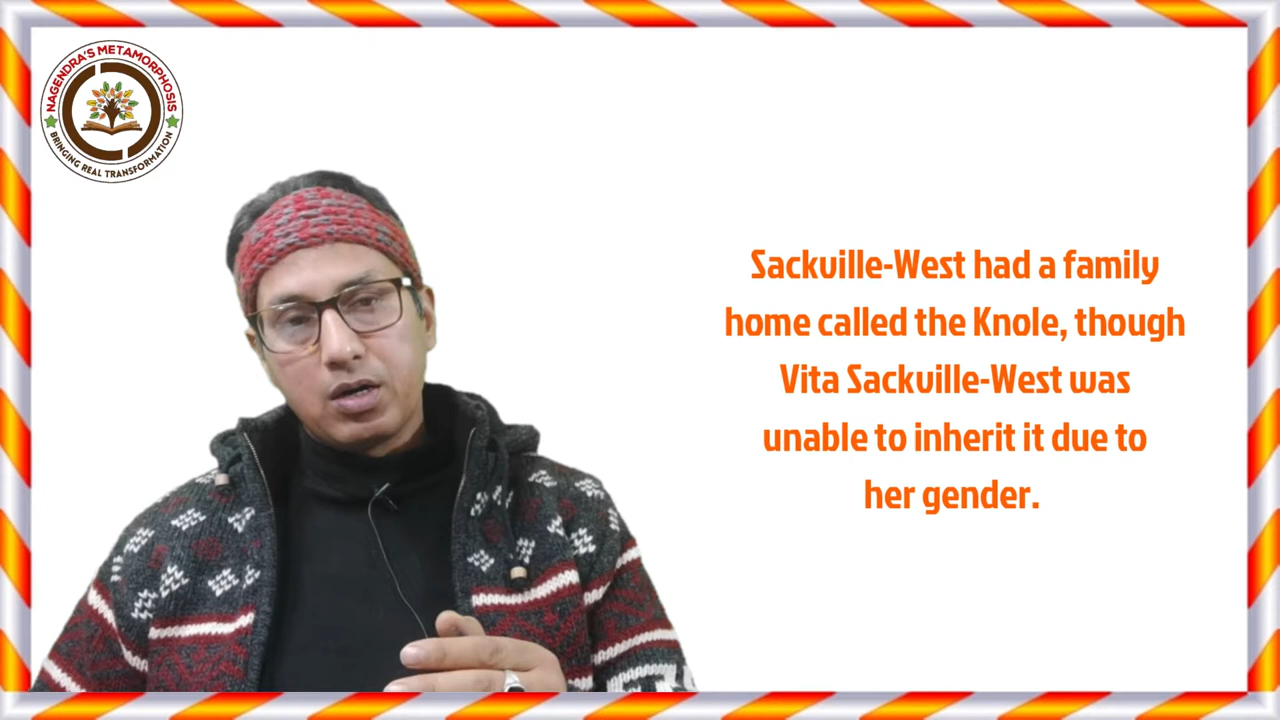 NAGENDRA'S METAMORPHOSIS
BRINGING REAL TRANSFORMATION
Sackville-West had a family
home called the Knole, though
Vita Sackville-West was
unable to inherit it due to
her gender.